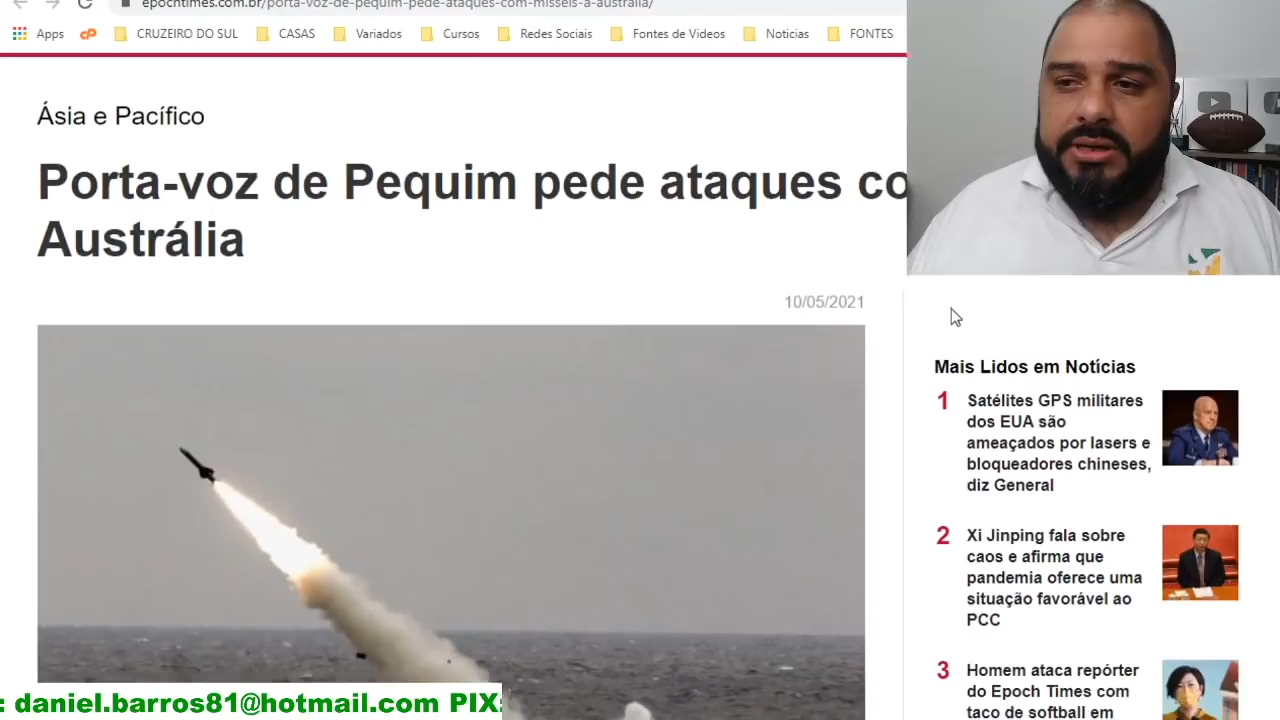 epochtimes.com.br/porta-voz-de-pequim-pede-ataques-com-misseis-a-australia/
Apps CRUZEIRO DO SUL CASAS Variados Cursos Redes Sociais Fontes de Videos Noticias FONTES
Ásia e Pacífico
Porta-voz de Pequim pede ataques co
Austrália
10/05/2021
Mais Lidos em Notícias
1 Satélites GPS militares
dos EUA são
ameaçados por lasers e
bloqueadores chineses,
diz General
2 Xi Jinping fala sobre
caos e afirma que
pandemia oferece uma
situação favorável ao
PCC
3 Homem ataca repórter
do Epoch Times com
taco de softball em
: daniel.barros81@hotmail.com PIX: